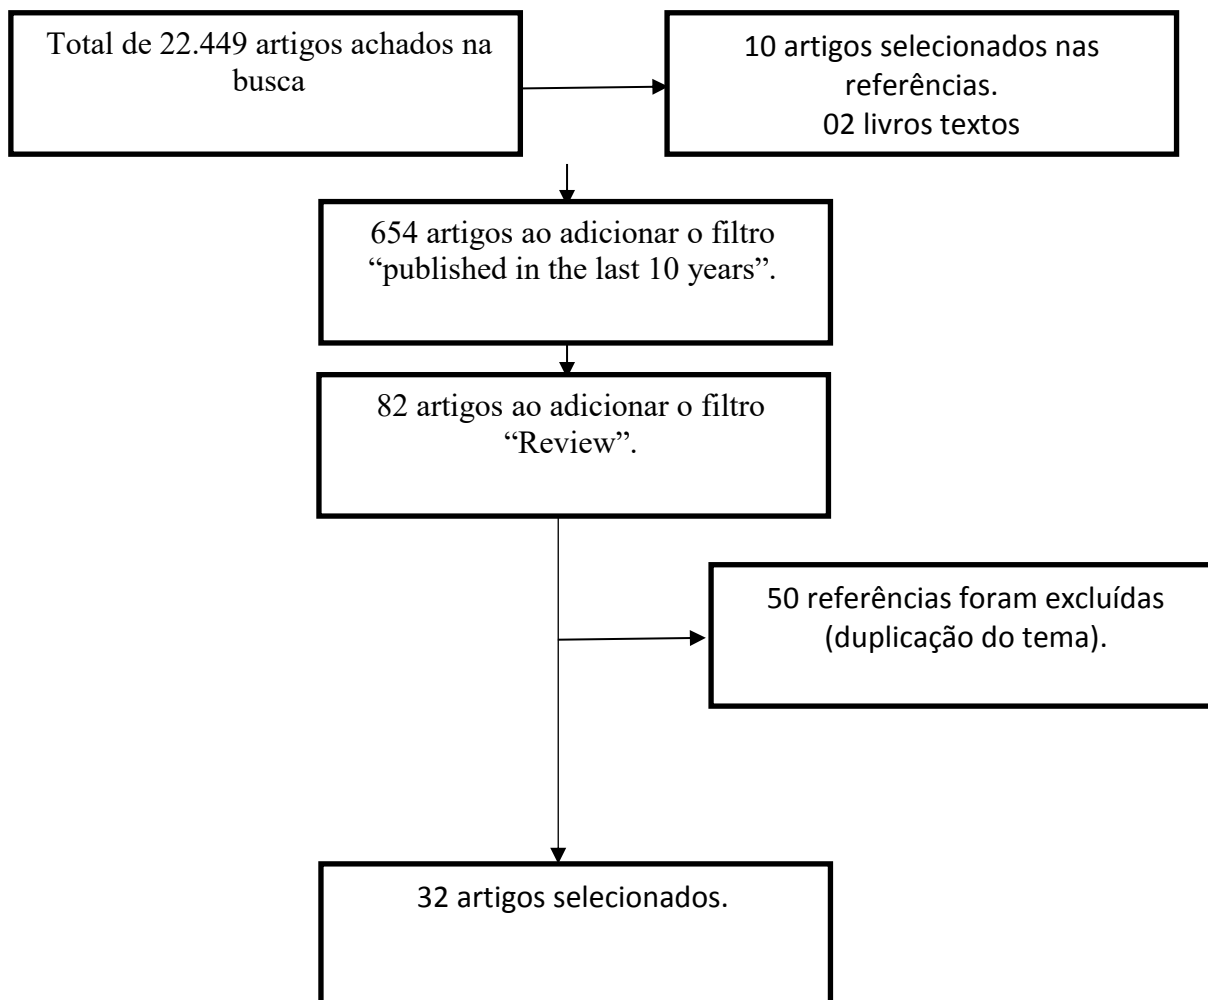 Total de 22.449 artigos achados na
busca
10 artigos selecionados nas
referências.
02 livros textos
654 artigos ao adicionar o filtro
“published in the last 10 years”.
82 artigos ao adicionar o filtro
“Review”.
50 referências foram excluídas
(duplicação do tema).
32 artigos selecionados.